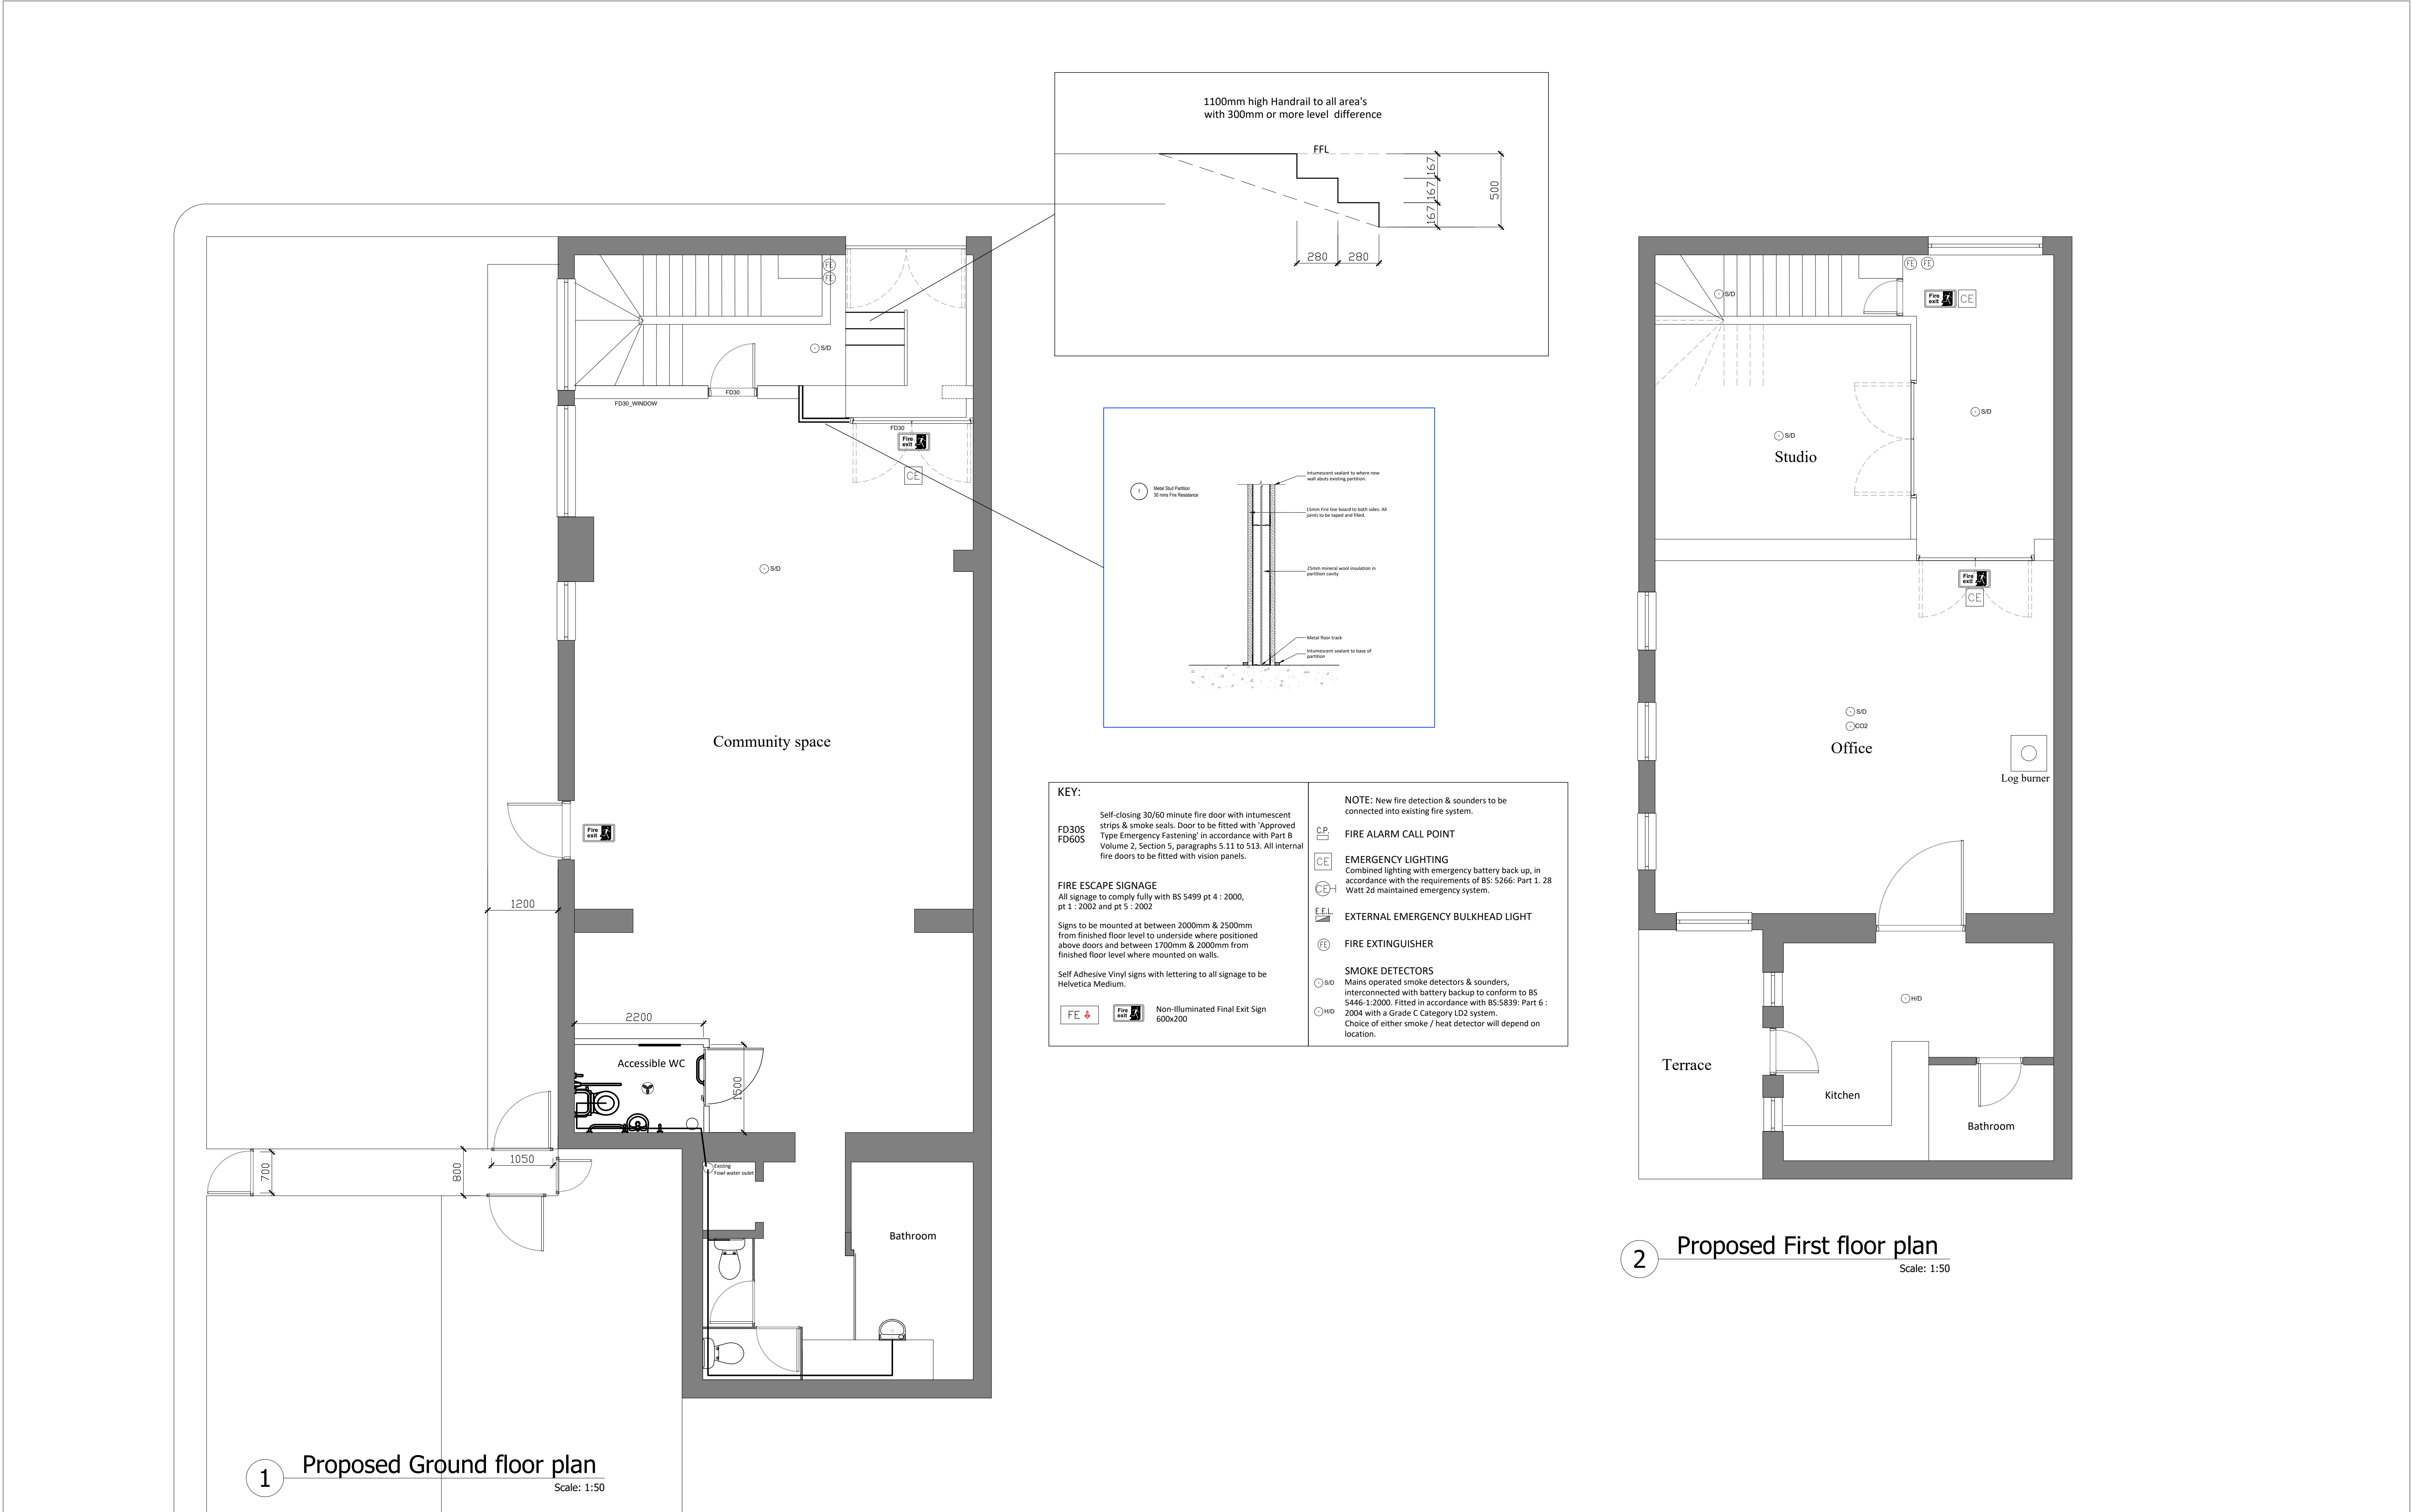 1100mm high Handrail to all area's
with 300mm or more level difference
FFL
167
167
167
500
280
280
FE
FE
S/D
FD30
FD30_WINDOW
FD30
Fire
exit
CE
S/D
Community space
Fire
exit
1200
2200
Accessible WC
1500
1050
700
800
Existng
Fowl water oulet
Bathroom
1
Proposed Ground floor plan
Scale: 1:50
1
Metal Stud Partition
30 mins Fire Resistance
Intumescent sealant to where new
wall abuts existing partition.
15mm Fire line board to both sides. All
joints to be taped and filled.
25mm mineral wool insulation in
partition cavity
Metal floor track
Intumescent sealant to base of
partition
KEY:
FD30S
FD60S
Self-closing 30/60 minute fire door with intumescent
strips & smoke seals. Door to be fitted with 'Approved
Type Emergency Fastening' in accordance with Part B
Volume 2, Section 5, paragraphs 5.11 to 513. All internal
fire doors to be fitted with vision panels.
FIRE ESCAPE SIGNAGE
All signage to comply fully with BS 5499 pt 4 : 2000,
pt 1 : 2002 and pt 5 : 2002
Signs to be mounted at between 2000mm & 2500mm
from finished floor level to underside where positioned
above doors and between 1700mm & 2000mm from
finished floor level where mounted on walls.
Self Adhesive Vinyl signs with lettering to all signage to be
Helvetica Medium.
FE
Fire
exit
Non-Illuminated Final Exit Sign
600x200
NOTE: New fire detection & sounders to be
connected into existing fire system.
C.P.
FIRE ALARM CALL POINT
CE
EMERGENCY LIGHTING
Combined lighting with emergency battery back up, in
accordance with the requirements of BS: 5266: Part 1. 28
Watt 2d maintained emergency system.
CE
E.E.L.
EXTERNAL EMERGENCY BULKHEAD LIGHT
FE
FIRE EXTINGUISHER
SMOKE DETECTORS
S/D
Mains operated smoke detectors & sounders,
interconnected with battery backup to conform to BS
5446-1:2000. Fitted in accordance with BS:5839: Part 6 :
2004 with a Grade C Category LD2 system.
H/D
Choice of either smoke / heat detector will depend on
location.
FE
FE
S/D
Fire
exit
CE
S/D
S/D
Studio
Fire
exit
CE
S/D
CO2
Office
Log burner
H/D
Terrace
Kitchen
Bathroom
2
Proposed First floor plan
Scale: 1:50